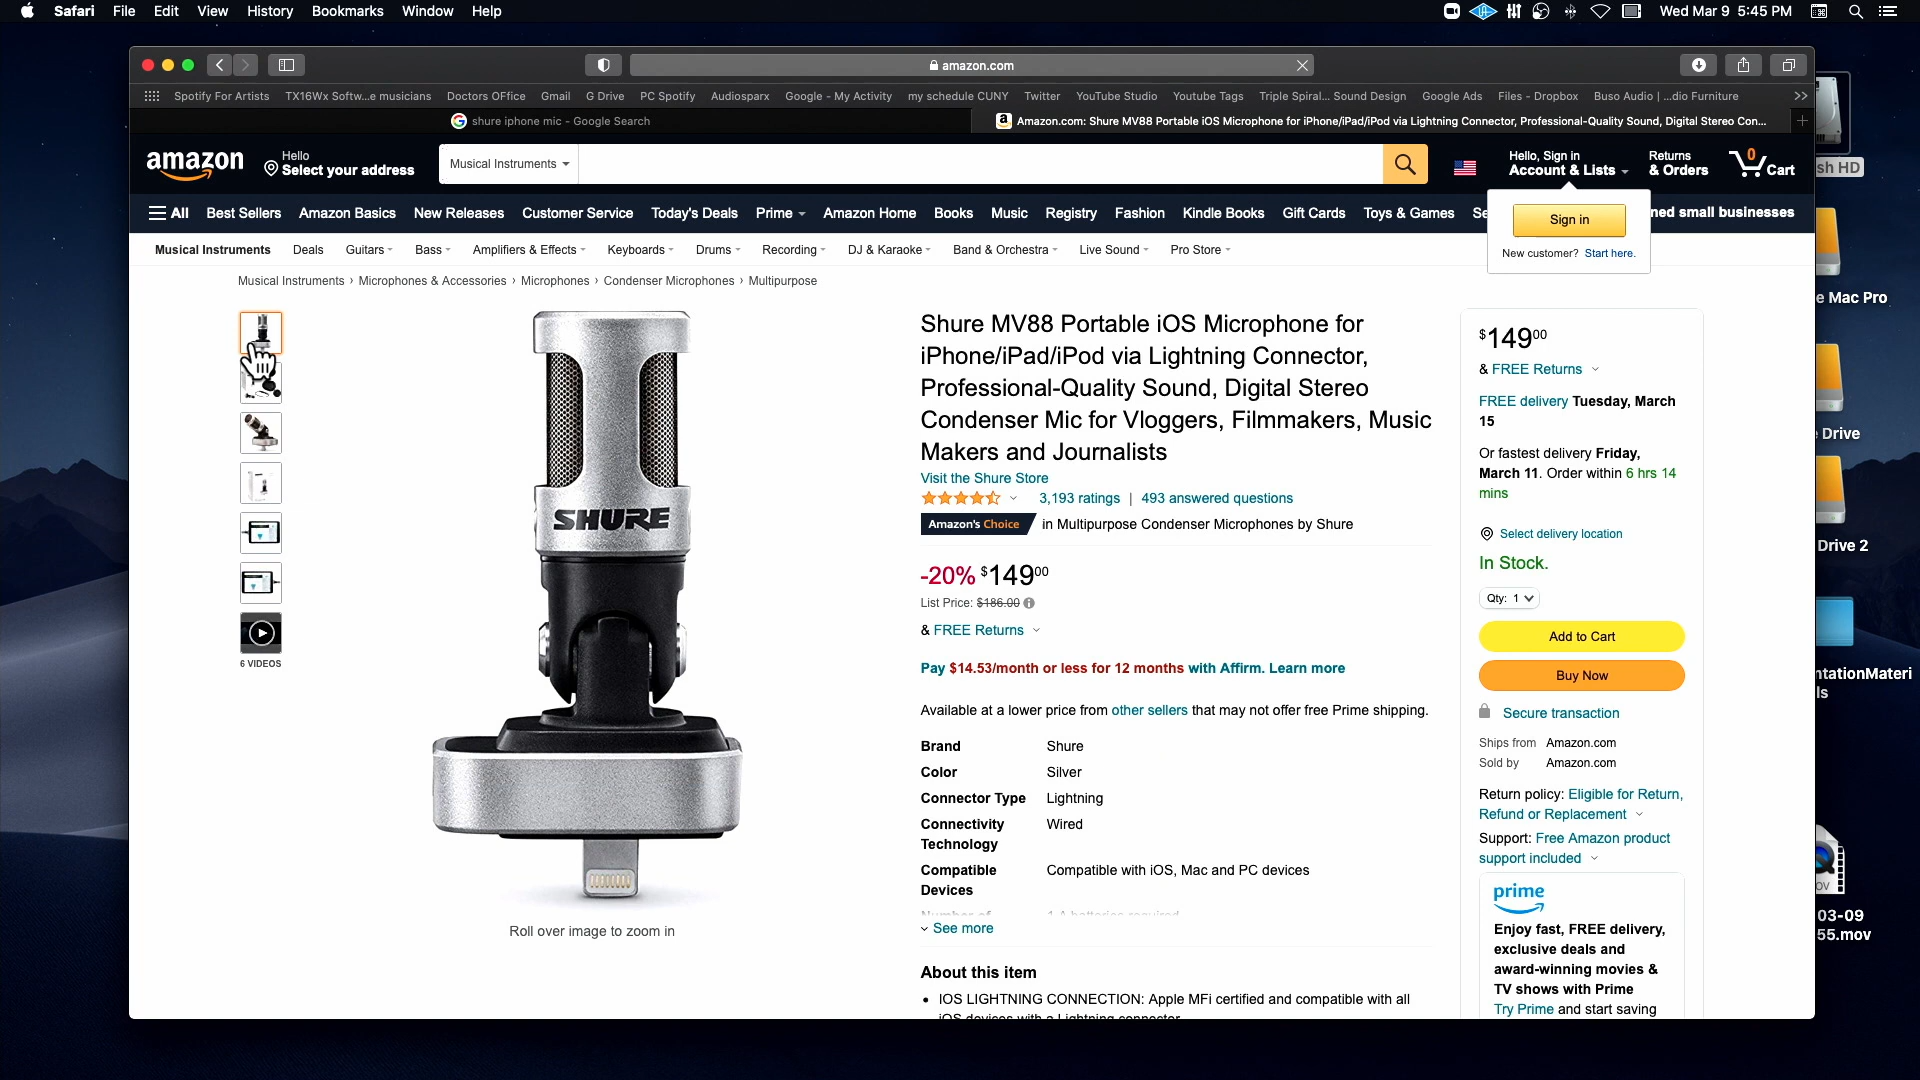 Safari File Edit View History Bookmarks Window Help
Wed Mar 9 5:45 PM
amazon.com
Spotify For Artists TX16Wx Softw...e musicians Doctors OFfice Gmail G Drive PC Spotify Audiosparx Google - My Activity my schedule CUNY Twitter YouTube Studio Youtube Tags Triple Spiral... Sound Design Google Ads Files - Dropbox Buso Audio | ...dio Furniture
shure iphone mic - Google Search
Amazon.com: Shure MV88 Portable iOS Microphone for iPhone/iPad/iPod via Lightning Connector, Professional-Quality Sound, Digital Stereo Con...
amazon
Hello
Select your address
Musical Instruments
Hello, Sign in
Account & Lists
Returns
& Orders
0
Cart
All Best Sellers Amazon Basics New Releases Customer Service Today's Deals Prime Amazon Home Books Music Registry Fashion Kindle Books Gift Cards Toys & Games Se
ned small businesses
Sign in
New customer? Start here.
Musical Instruments Deals Guitars Bass Amplifiers & Effects Keyboards Drums Recording DJ & Karaoke Band & Orchestra Live Sound Pro Store
Musical Instruments › Microphones & Accessories › Microphones › Condenser Microphones › Multipurpose
6 VIDEOS
SHURE
Roll over image to zoom in
Shure MV88 Portable iOS Microphone for
iPhone/iPad/iPod via Lightning Connector,
Professional-Quality Sound, Digital Stereo
Condenser Mic for Vloggers, Filmmakers, Music
Makers and Journalists
Visit the Shure Store
3,193 ratings | 493 answered questions
Amazon's Choice in Multipurpose Condenser Microphones by Shure
-20% $149 00
List Price: $186.00
& FREE Returns
Pay $14.53/month or less for 12 months with Affirm. Learn more
Available at a lower price from other sellers that may not offer free Prime shipping.
Brand Shure
Color Silver
Connector Type Lightning
Connectivity Wired
Technology
Compatible Compatible with iOS, Mac and PC devices
Devices
Number of 1 A batteries required
See more
About this item
• IOS LIGHTNING CONNECTION: Apple MFi certified and compatible with all
iOS devices with a Lightning connector
$149 00
& FREE Returns
FREE delivery Tuesday, March
15
Or fastest delivery Friday,
March 11. Order within 6 hrs 14
mins
Select delivery location
In Stock.
Qty: 1
Add to Cart
Buy Now
Secure transaction
Ships from Amazon.com
Sold by Amazon.com
Return policy: Eligible for Return,
Refund or Replacement
Support: Free Amazon product
support included
prime
Enjoy fast, FREE delivery,
exclusive deals and
award-winning movies &
TV shows with Prime
Try Prime and start saving
sh HD
e Mac Pro
Drive
Drive 2
ntationMateri
ls
OV
03-09
55.mov